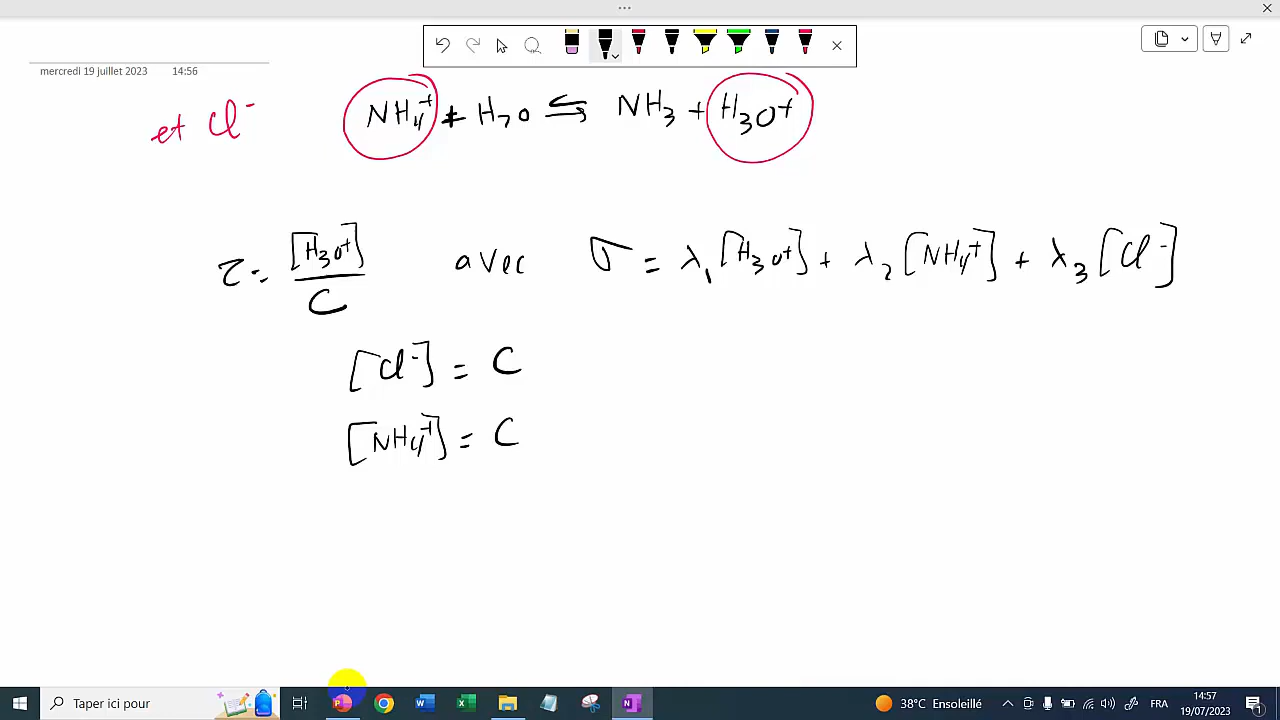 mercredi 19 juillet 2023 14:56
et Cl⁻ NH₄⁺ + H₂O ⇌ NH₃ + H₃O⁺
τ = [H₃O⁺] / C avec σ = λ₁[H₃O⁺] + λ₂[NH₄⁺] + λ₃[Cl⁻]
[Cl⁻] = C
[NH₄⁺] = C
Taper ici pour
38°C Ensoleillé
FRA
14:57
19/07/2023